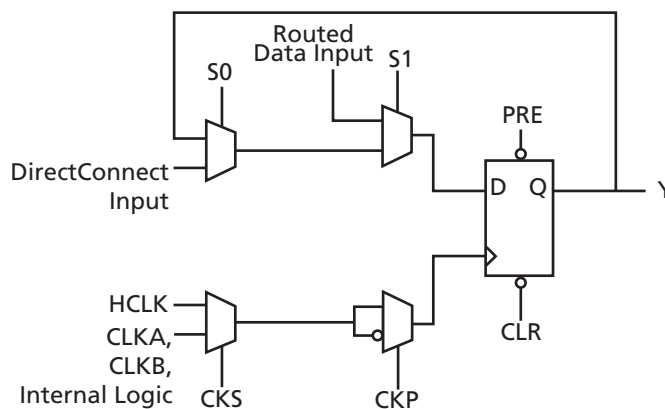 Routed
Data Input
S1
S0
PRE
DirectConnect
Input
D
Q
Y
HCLK
CLKA,
CLKB,
Internal Logic
CKS
CKP
CLR